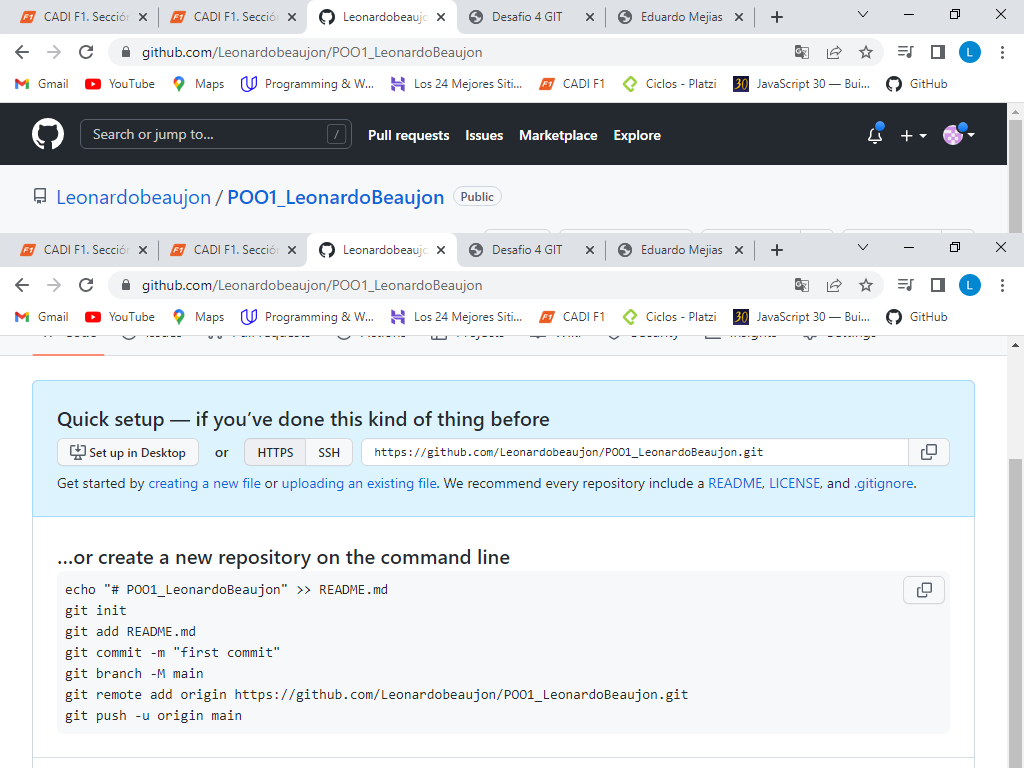 CADI F1. Secció CADI F1. Secció Leonardobeaujo Desafio 4 GIT Eduardo Mejias
github.com/Leonardobeaujon/POO1_LeonardoBeaujon L
Gmail YouTube Maps Programming & W... Los 24 Mejores Siti... F1 CADI F1 Ciclos - Platzi 30 JavaScript 30 — Bui... GitHub
Search or jump to... / Pull requests Issues Marketplace Explore
Leonardobeaujon / POO1_LeonardoBeaujon Public
CADI F1. Secció CADI F1. Secció Leonardobeaujo Desafio 4 GIT Eduardo Mejias
github.com/Leonardobeaujon/POO1_LeonardoBeaujon L
Gmail YouTube Maps Programming & W... Los 24 Mejores Siti... F1 CADI F1 Ciclos - Platzi 30 JavaScript 30 — Bui... GitHub
Quick setup — if you’ve done this kind of thing before
Set up in Desktop or HTTPS SSH https://github.com/Leonardobeaujon/POO1_LeonardoBeaujon.git
Get started by creating a new file or uploading an existing file. We recommend every repository include a README, LICENSE, and .gitignore.
…or create a new repository on the command line
echo "# POO1_LeonardoBeaujon" >> README.md
git init
git add README.md
git commit -m "first commit"
git branch -M main
git remote add origin https://github.com/Leonardobeaujon/POO1_LeonardoBeaujon.git
git push -u origin main